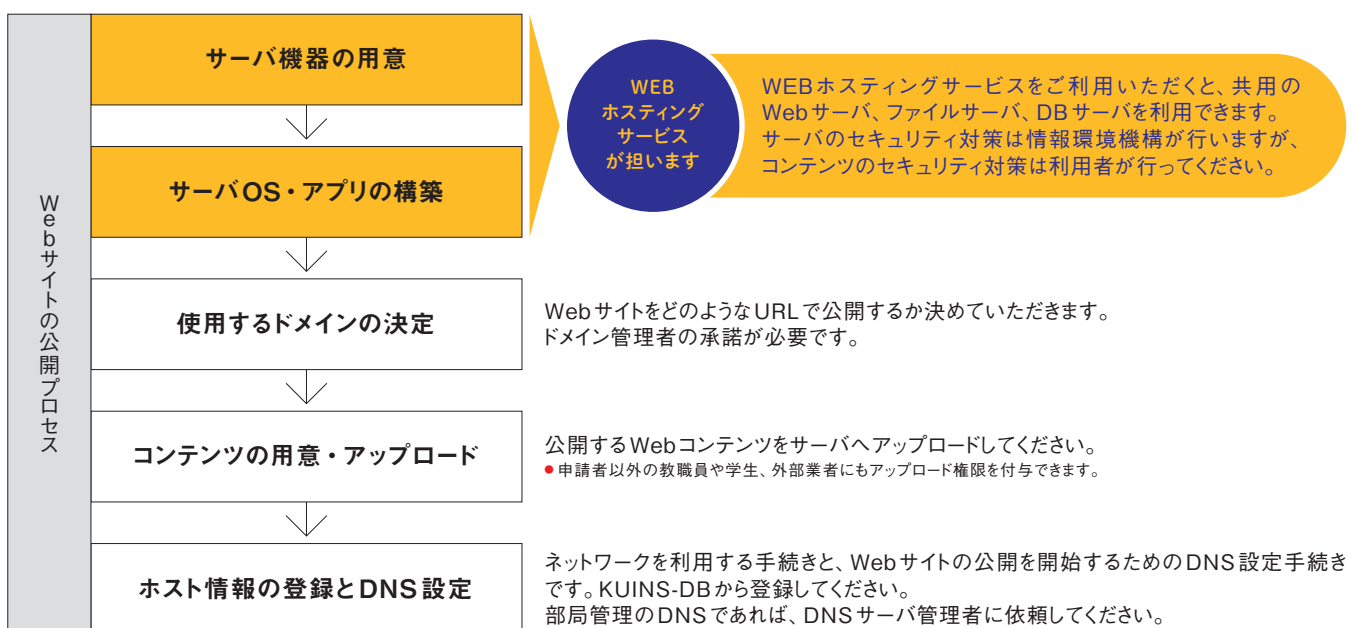 Webサイトの公開プロセス
サーバ機器の用意
サーバOS・アプリの構築
WEB
ホスティング
サービス
が担います
WEBホスティングサービスをご利用いただくと、共用の
Webサーバ、ファイルサーバ、DBサーバを利用できます。
サーバのセキュリティ対策は情報環境機構が行いますが、
コンテンツのセキュリティ対策は利用者が行ってください。
使用するドメインの決定
WebサイトをどのようなURLで公開するか決めていただきます。
ドメイン管理者の承諾が必要です。
コンテンツの用意・アップロード
公開するWebコンテンツをサーバへアップロードしてください。
●申請者以外の教職員や学生、外部業者にもアップロード権限を付与できます。
ホスト情報の登録とDNS設定
ネットワークを利用する手続きと、Webサイトの公開を開始するためのDNS設定手続き
です。KUINS-DBから登録してください。
部局管理のDNSであれば、DNSサーバ管理者に依頼してください。